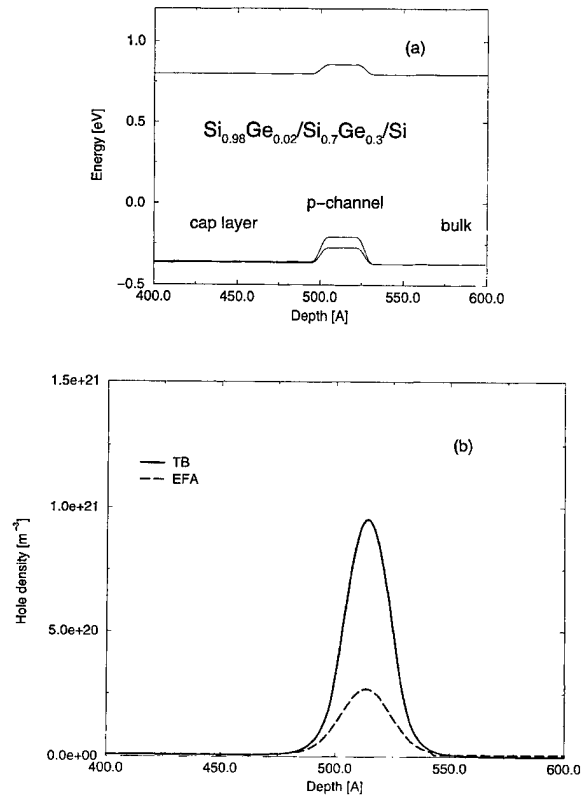 (a)
1.0
0.5
0.0
−0.5
Energy [eV]
Si0.98Ge0.02/Si0.7Ge0.3/Si
p−channel
cap layer
bulk
400.0 450.0 500.0 550.0 600.0
Depth [A]
1.5e+21
1.0e+21
5.0e+20
0.0e+00
Hole density [m−3]
(b)
TB
EFA
400.0 450.0 500.0 550.0 600.0
Depth [A]